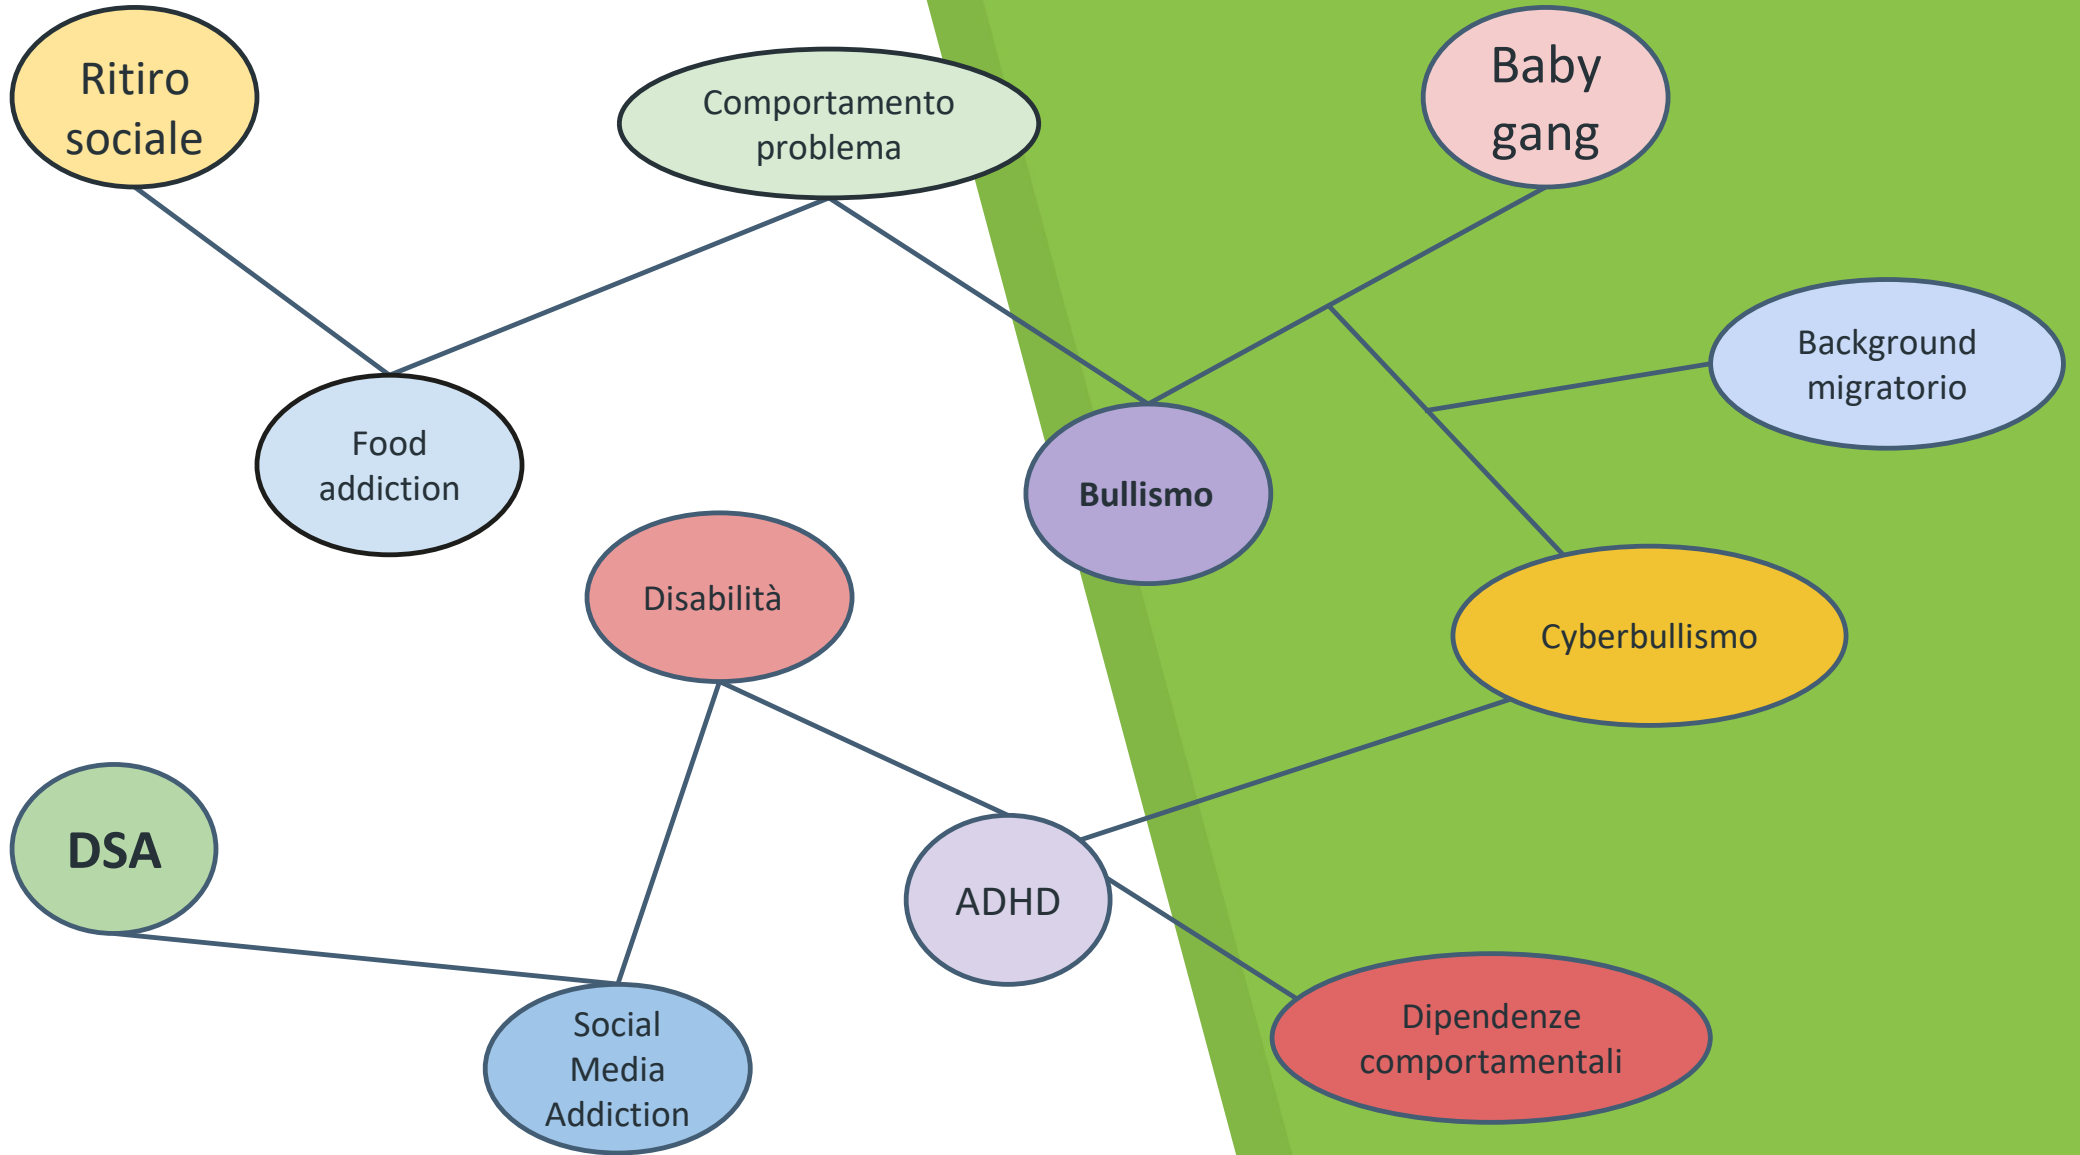 Ritiro
sociale
Comportamento
problema
Baby
gang
Background
migratorio
Food
addiction
Bullismo
Disabilità
Cyberbullismo
DSA
ADHD
Social
Media
Addiction
Dipendenze
comportamentali